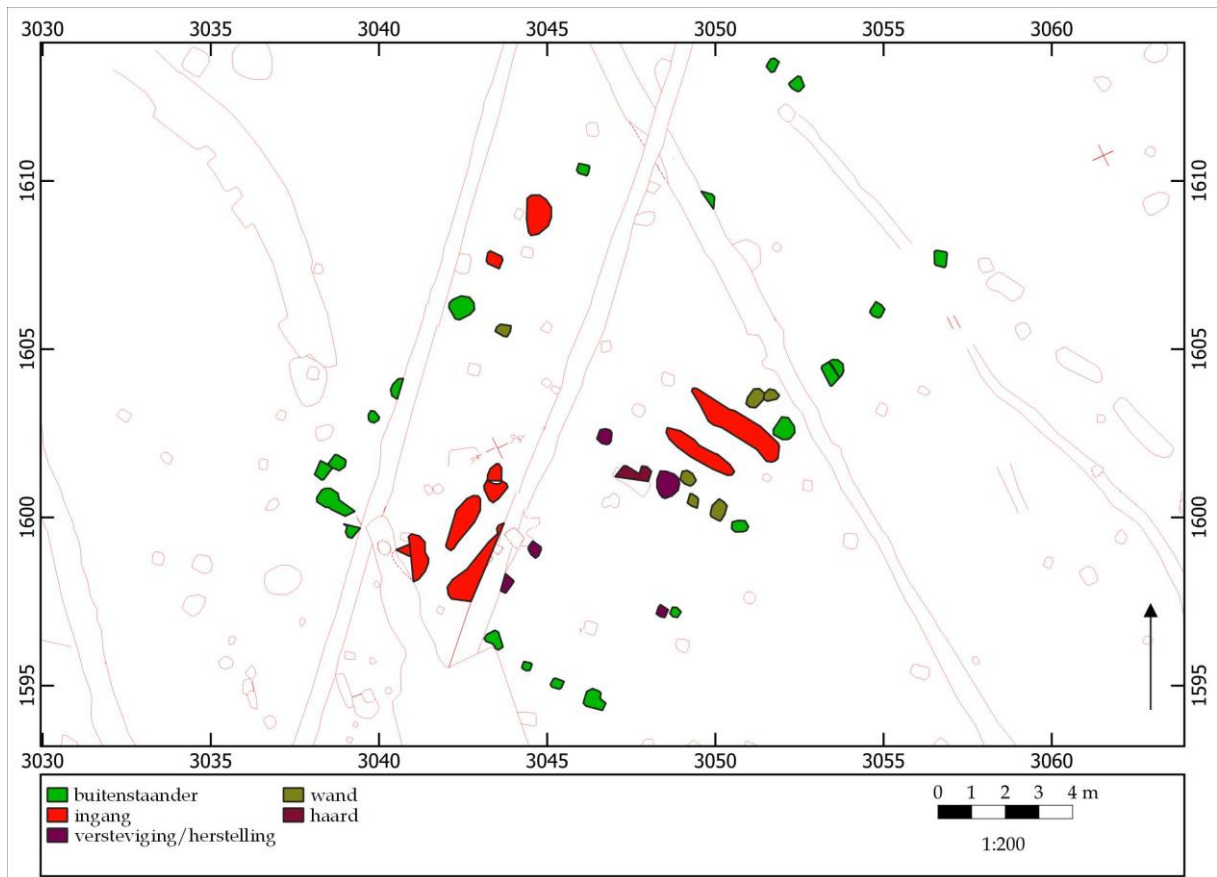 3030 3035 3040 3045 3050 3055 3060
1610 1610
1605 1605
1600 1600
1595 1595
3030 3035 3040 3045 3050 3055 3060
buitenstaander wand
ingang haard
versteviging/herstelling
0 1 2 3 4 m
1:200